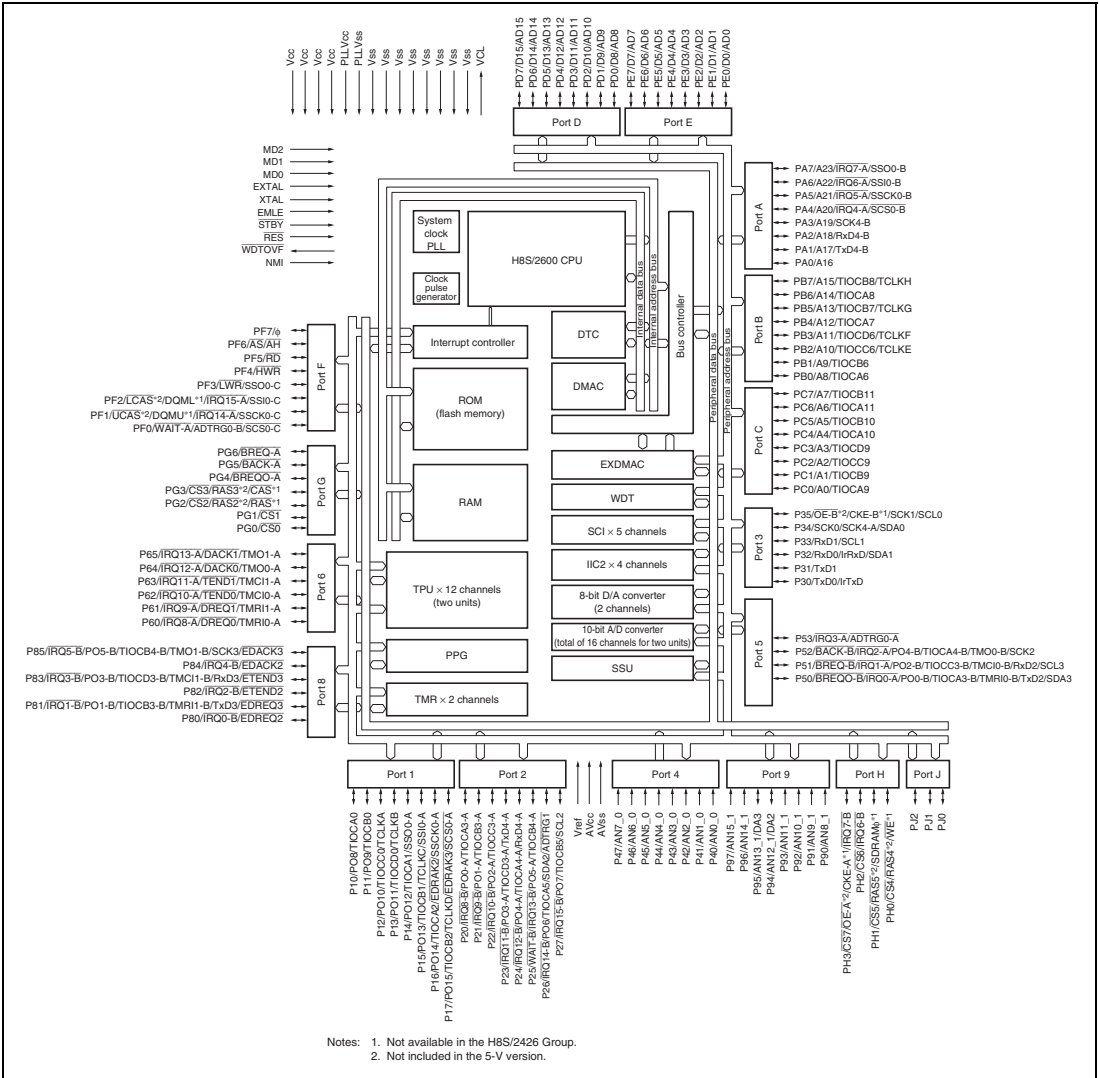 Vcc
Vcc
Vcc
Vcc
PLLVcc
PLLVss
Vss
Vss
Vss
Vss
Vss
Vss
Vss
Vss
VCL
PD7/D15/AD15
PD6/D14/AD14
PD5/D13/AD13
PD4/D12/AD12
PD3/D11/AD11
PD2/D10/AD10
PD1/D9/AD9
PD0/D8/AD8
PE7/D7/AD7
PE6/D6/AD6
PE5/D5/AD5
PE4/D4/AD4
PE3/D3/AD3
PE2/D2/AD2
PE1/D1/AD1
PE0/D0/AD0
Port D
Port E
MD2
MD1
MD0
EXTAL
XTAL
EMLE
STBY
RES
WDTOVF
NMI
System
clock
PLL
Clock
pulse
generator
H8S/2600 CPU
Interrupt controller
DTC
DMAC
ROM
(flash memory)
RAM
Internal data bus
Internal address bus
Bus controller
Peripheral data bus
Peripheral address bus
EXDMAC
WDT
SCI × 5 channels
IIC2 × 4 channels
8-bit D/A converter
(2 channels)
10-bit A/D converter
(total of 16 channels for two units)
SSU
TPU × 12 channels
(two units)
PPG
TMR × 2 channels
Port A
PA7/A23/IRQ7-A/SSO0-B
PA6/A22/IRQ6-A/SSI0-B
PA5/A21/IRQ5-A/SSCK0-B
PA4/A20/IRQ4-A/SCS0-B
PA3/A19/SCK4-B
PA2/A18/RxD4-B
PA1/A17/TxD4-B
PA0/A16
Port B
PB7/A15/TIOCB8/TCLKH
PB6/A14/TIOCA8
PB5/A13/TIOCB7/TCLKG
PB4/A12/TIOCA7
PB3/A11/TIOCD6/TCLKF
PB2/A10/TIOCC6/TCLKE
PB1/A9/TIOCB6
PB0/A8/TIOCA6
Port C
PC7/A7/TIOCB11
PC6/A6/TIOCA11
PC5/A5/TIOCB10
PC4/A4/TIOCA10
PC3/A3/TIOCD9
PC2/A2/TIOCC9
PC1/A1/TIOCB9
PC0/A0/TIOCA9
Port 3
P35/OE-B*2/CKE-B*1/SCK1/SCL0
P34/SCK0/SCK4-A/SDA0
P33/RxD1/SCL1
P32/RxD0/IrRxD/SDA1
P31/TxD1
P30/TxD0/IrTxD
Port 5
P53/IRQ3-A/ADTRG0-A
P52/BACK-B/IRQ2-A/PO4-B/TIOCA4-B/TMO0-B/SCK2
P51/BREQ-B/IRQ1-A/PO2-B/TIOCC3-B/TMCI0-B/RxD2/SCL3
P50/BREQO-B/IRQ0-A/PO0-B/TIOCA3-B/TMRI0-B/TxD2/SDA3
PF7/ϕ
PF6/AS/AH
PF5/RD
PF4/HWR
PF3/LWR/SSO0-C
PF2/LCAS*2/DQML*1/IRQ15-A/SSI0-C
PF1/UCAS*2/DQMU*1/IRQ14-A/SSCK0-C
PF0/WAIT-A/ADTRG0-B/SCS0-C
Port F
PG6/BREQ-A
PG5/BACK-A
PG4/BREQO-A
PG3/CS3/RAS3*2/CAS*1
PG2/CS2/RAS2*2/RAS*1
PG1/CS1
PG0/CS0
Port G
P65/IRQ13-A/DACK1/TMO1-A
P64/IRQ12-A/DACK0/TMO0-A
P63/IRQ11-A/TEND1/TMCI1-A
P62/IRQ10-A/TEND0/TMCI0-A
P61/IRQ9-A/DREQ1/TMRI1-A
P60/IRQ8-A/DREQ0/TMRI0-A
Port 6
P85/IRQ5-B/PO5-B/TIOCB4-B/TMO1-B/SCK3/EDACK3
P84/IRQ4-B/EDACK2
P83/IRQ3-B/PO3-B/TIOCD3-B/TMCI1-B/RxD3/ETEND3
P82/IRQ2-B/ETEND2
P81/IRQ1-B/PO1-B/TIOCB3-B/TMRI1-B/TxD3/EDREQ3
P80/IRQ0-B/EDREQ2
Port 8
Port 1
Port 2
Port 4
Port 9
Port H
Port J
P10/PO8/TIOCA0
P11/PO9/TIOCB0
P12/PO10/TIOCC0/TCLKA
P13/PO11/TIOCD0/TCLKB
P14/PO12/TIOCA1/SSO0-A
P15/PO13/TIOCB1/TCLKC/SSI0-A
P16/PO14/TIOCA2/EDRAK2/SSCK0-A
P17/PO15/TIOCB2/TCLKD/EDRAK3/SCS0-A
P20/IRQ8-B/PO0-A/TIOCA3-A
P21/IRQ9-B/PO1-A/TIOCB3-A
P22/IRQ10-B/PO2-A/TIOCC3-A
P23/IRQ11-B/PO3-A/TIOCD3-A/TxD4-A
P24/IRQ12-B/PO4-A/TIOCA4-A/RxD4-A
P25/WAIT-B/IRQ13-B/PO5-A/TIOCB4-A
P26/IRQ14-B/PO6/TIOCA5/SDA2/ADTRG1
P27/IRQ15-B/PO7/TIOCB5/SCL2
Vref
AVcc
AVss
P47/AN7_0
P46/AN6_0
P45/AN5_0
P44/AN4_0
P43/AN3_0
P42/AN2_0
P41/AN1_0
P40/AN0_0
P97/AN15_1
P96/AN14_1
P95/AN13_1/DA3
P94/AN12_1/DA2
P93/AN11_1
P92/AN10_1
P91/AN9_1
P90/AN8_1
PH3/CS7/OE-A*2/CKE-A*1/IRQ7-B
PH2/CS6/IRQ6-B
PH1/CS5/RAS5*2/SDRAMϕ*1
PH0/CS4/RAS4*2/WE*1
PJ2
PJ1
PJ0
Notes: 1. Not available in the H8S/2426 Group.
2. Not included in the 5-V version.